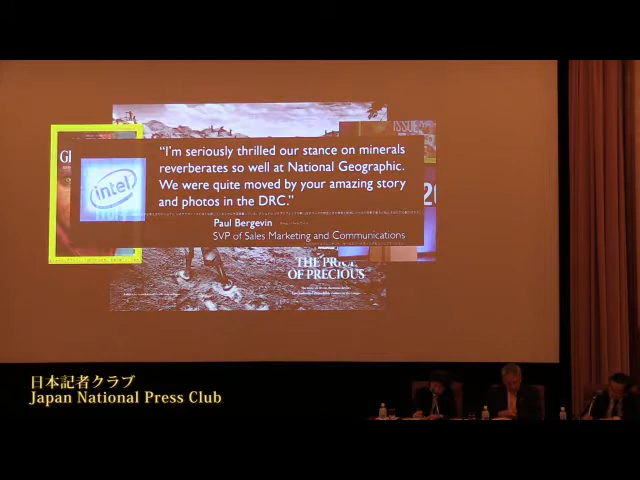 ISSUE
intel
“I’m seriously thrilled our stance on minerals
reverberates so well at National Geographic.
We were quite moved by your amazing story
and photos in the DRC.”
Paul Bergevin
SVP of Sales Marketing and Communications
THE PRICE
OF PRECIOUS
日本記者クラブ
Japan National Press Club